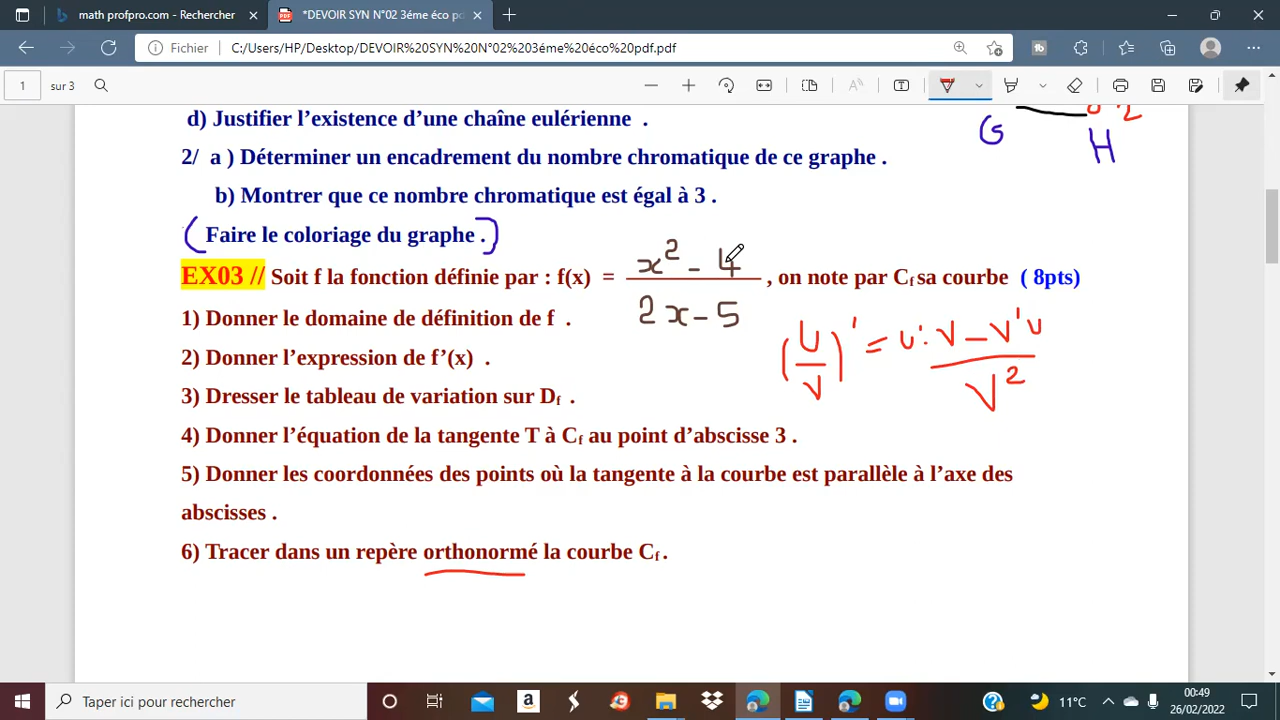 math profpro.com - Rechercher
*DEVOIR SYN N°02 3éme éco po
Fichier
C:/Users/HP/Desktop/DEVOIR%20SYN%20N°02%203éme%20éco%20pdf.pdf
1 sur 3
d) Justifier l’existence d’une chaîne eulérienne .
G
H
2/ a ) Déterminer un encadrement du nombre chromatique de ce graphe .
b) Montrer que ce nombre chromatique est égal à 3 .
(Faire le coloriage du graphe .)
EX03 // Soit f la fonction définie par : f(x) = x² - 4 / 2x - 5 , on note par Cf sa courbe ( 8pts)
1) Donner le domaine de définition de f .
(U/V)' = U'.V - V'U / V²
2) Donner l’expression de f’(x) .
3) Dresser le tableau de variation sur Df .
4) Donner l’équation de la tangente T à Cf au point d’abscisse 3 .
5) Donner les coordonnées des points où la tangente à la courbe est parallèle à l’axe des
abscisses .
6) Tracer dans un repère orthonormé la courbe Cf .
Taper ici pour rechercher
11°C
00:49
26/02/2022